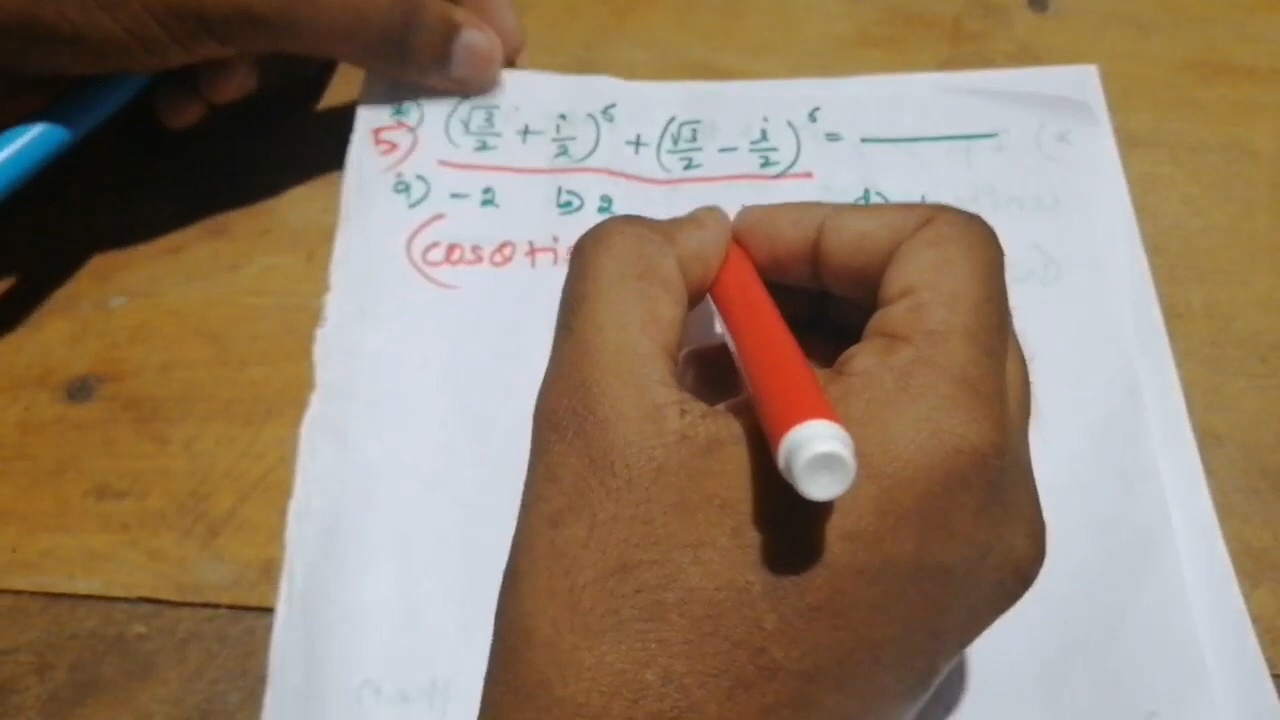 5) (√3/2 + i/2)^6 + (√3/2 - i/2)^6 = ______
a) -2 b) 2 d)
(cosθ + i